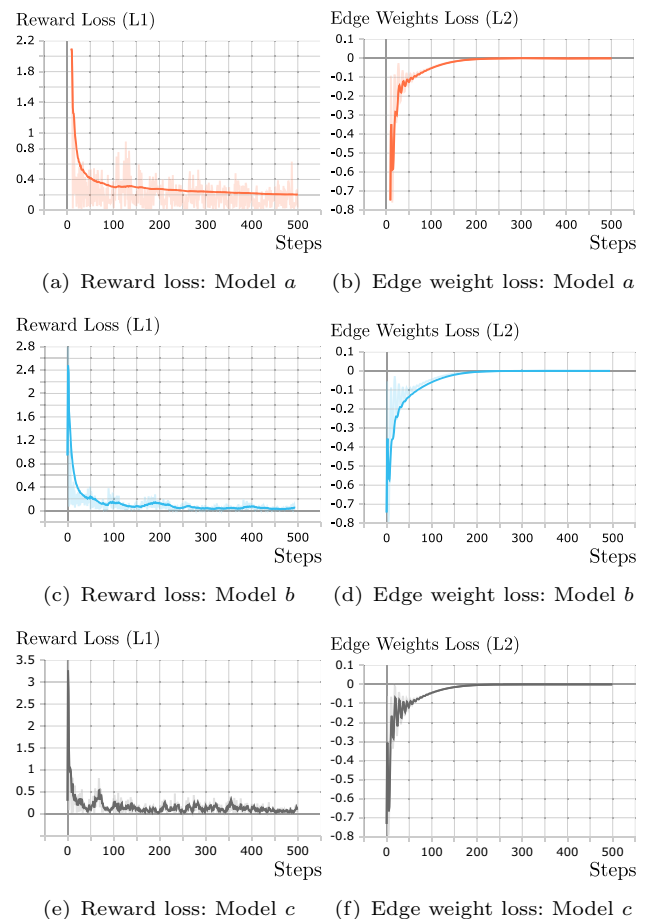 Reward Loss (L1)
2.2
1.8
1.4
1
0.8
0.4
0
0 100 200 300 400 500
Steps
(a) Reward loss: Model a
Edge Weights Loss (L2)
0.1
0
-0.1
-0.2
-0.3
-0.4
-0.5
-0.6
-0.7
-0.8
0 100 200 300 400 500
Steps
(b) Edge weight loss: Model a
Reward Loss (L1)
2.8
2.4
2
1.6
1.2
0.8
0.4
0
0 100 200 300 400 500
Steps
(c) Reward loss: Model b
Edge Weights Loss (L2)
0.1
0
-0.1
-0.2
-0.3
-0.4
-0.5
-0.6
-0.7
-0.8
0 100 200 300 400 500
Steps
(d) Edge weight loss: Model b
Reward Loss (L1)
3.5
3
2.5
2
1.5
1
0.5
0
0 100 200 300 400 500
Steps
(e) Reward loss: Model c
Edge Weights Loss (L2)
0.1
0
-0.1
-0.2
-0.3
-0.4
-0.5
-0.6
-0.7
-0.8
0 100 200 300 400 500
Steps
(f) Edge weight loss: Model c